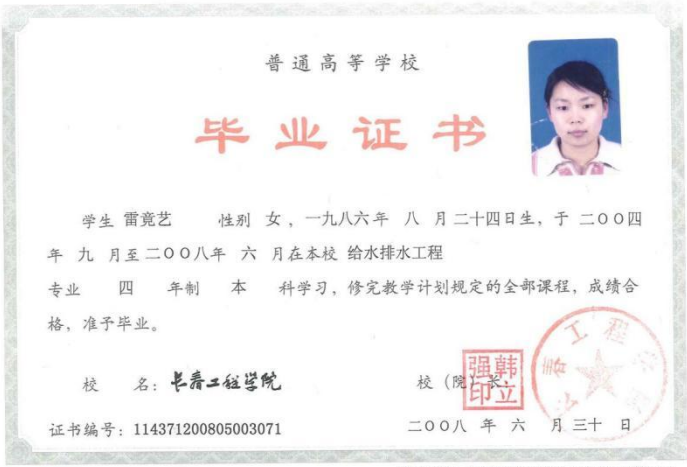 普通高等学校
毕业证书
学生 雷竟艺 性别 女，一九八六年 八 月二十四日生，于 二〇〇四
年 九 月至二〇〇八年 六 月在本校 给水排水工程
专业 四 年制 本 科学习，修完教学计划规定的全部课程，成绩合
格，准予毕业。
校 名：长春工程学院
校（院）长：
韩立强印
证书编号：114371200805003071
二〇〇八 年 六 月 三十 日